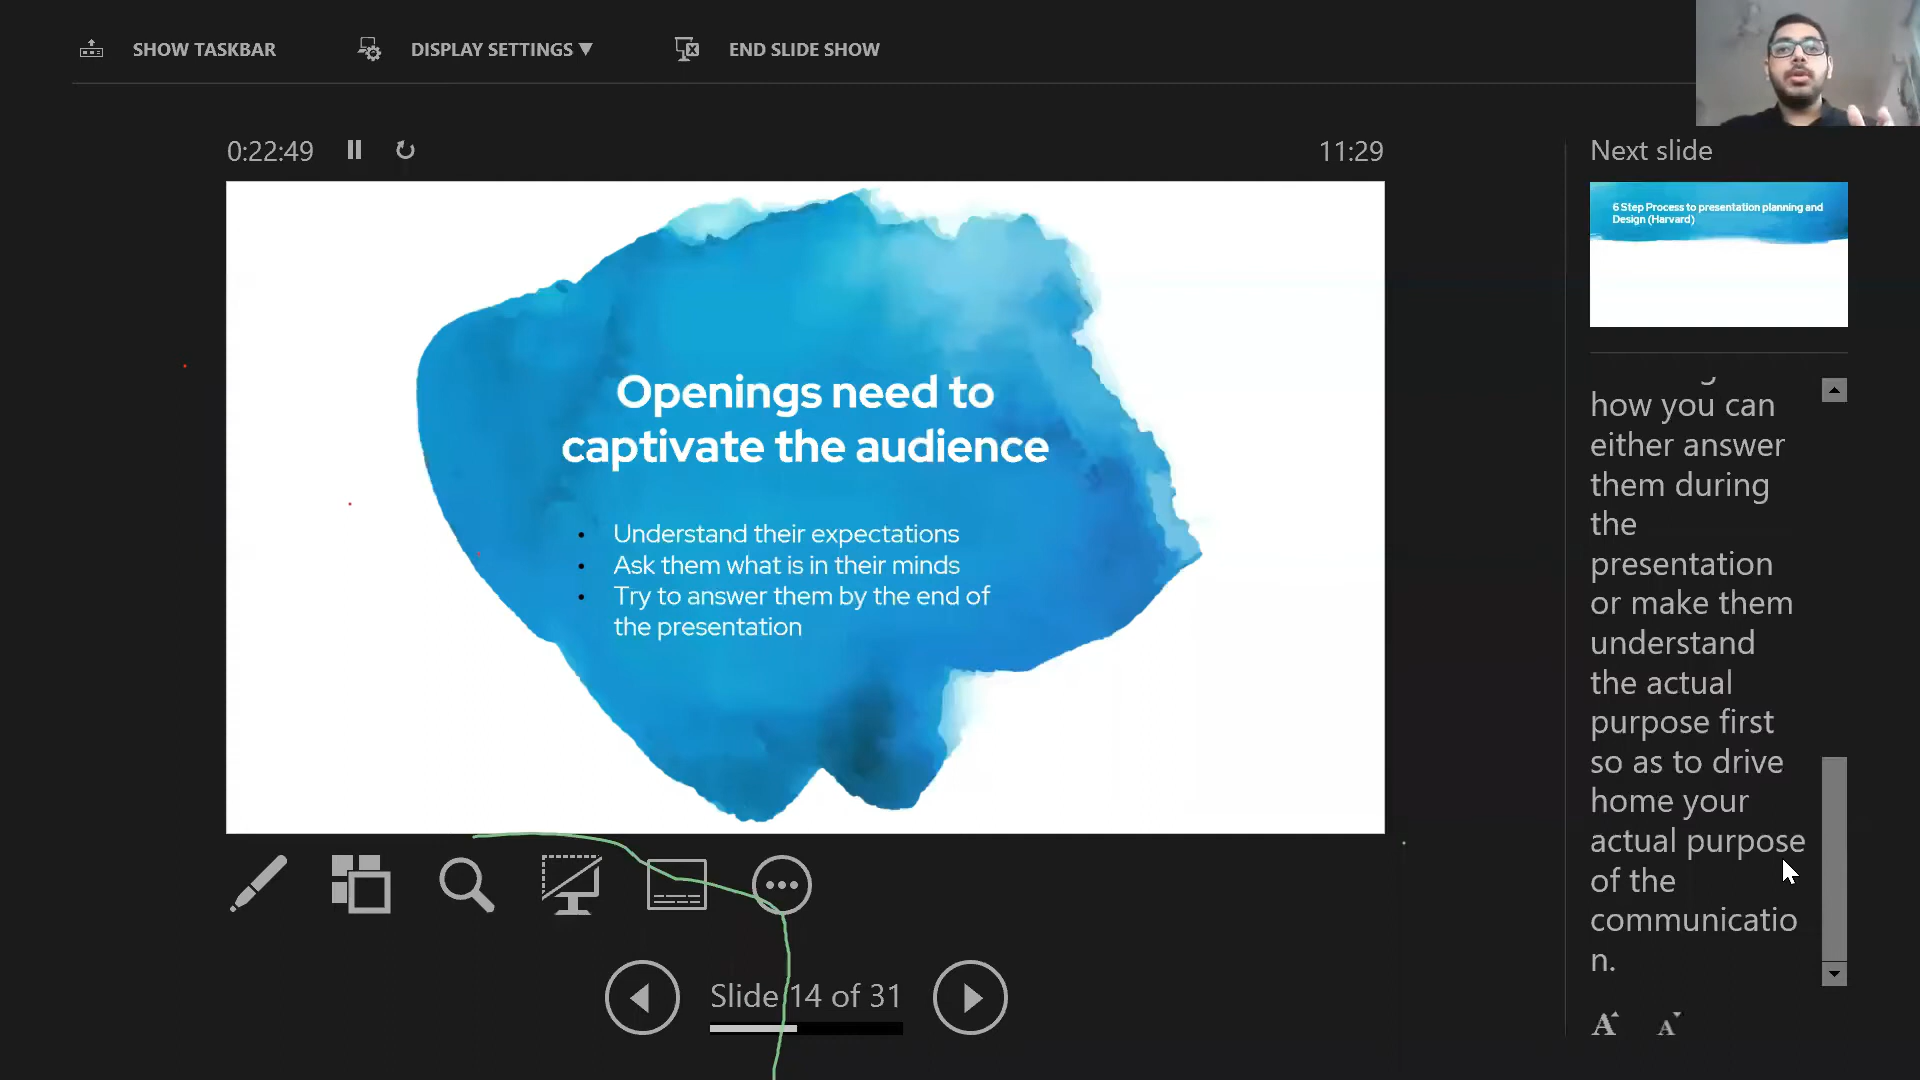 SHOW TASKBAR
DISPLAY SETTINGS ▼
END SLIDE SHOW
0:22:49
11:29
Openings need to
captivate the audience
• Understand their expectations
• Ask them what is in their minds
• Try to answer them by the end of
the presentation
Slide 14 of 31
Next slide
6 Step Process to presentation planning and
Design (Harvard)
how you can
either answer
them during
the
presentation
or make them
understand
the actual
purpose first
so as to drive
home your
actual purpose
of the
communicatio
n.
A A